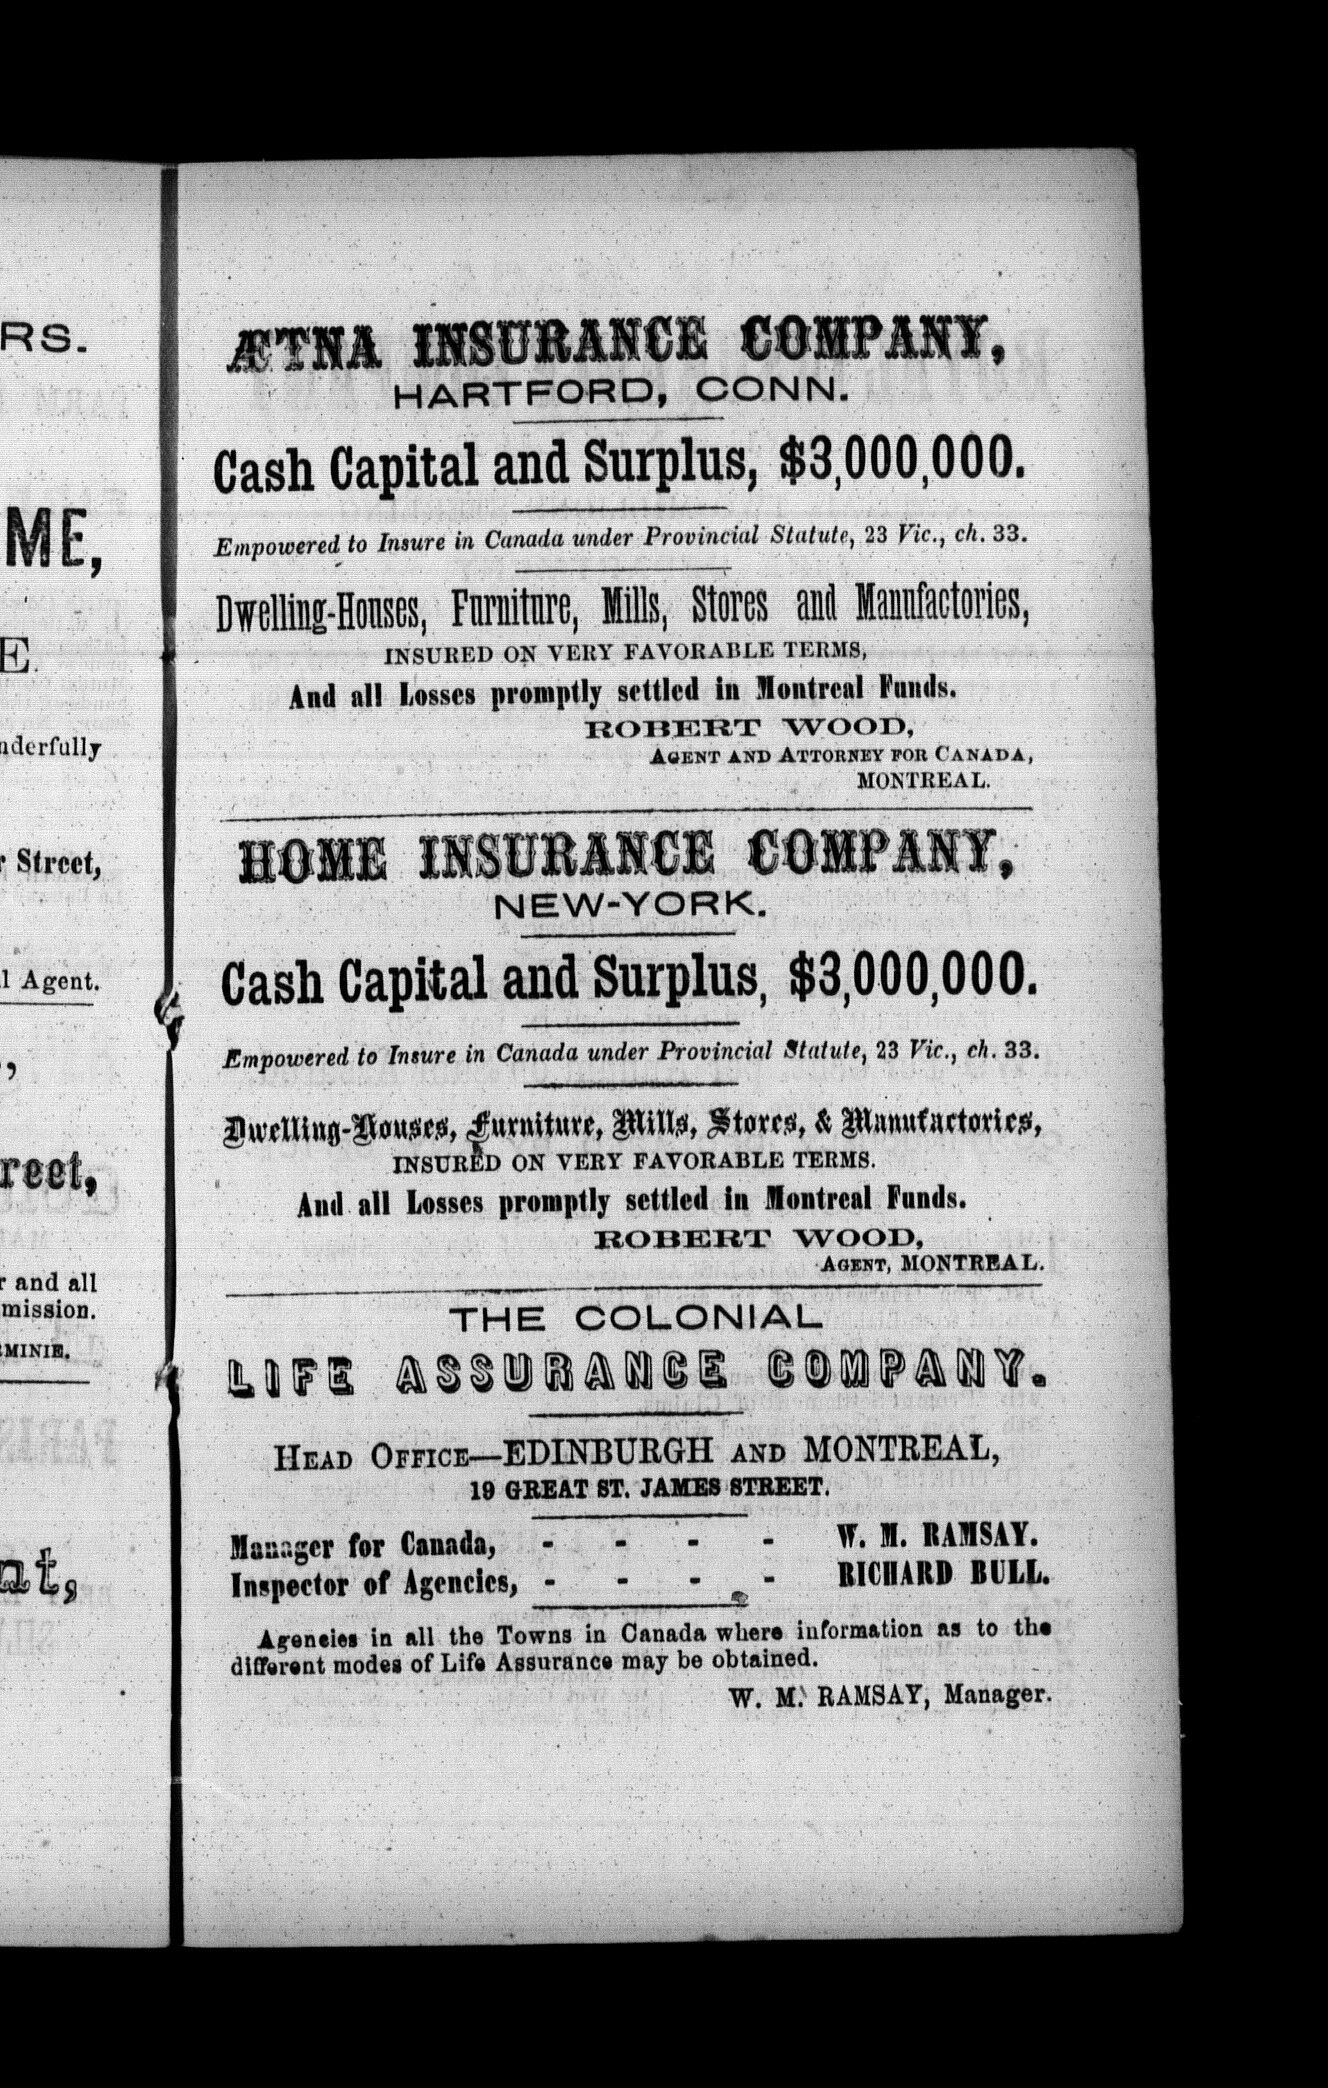 RS.
ME,
E.
nderfully
Street,
Agent.
reet,
and all
mission.
MINIE.
ÆTNA INSURANCE COMPANY,
HARTFORD, CONN.
Cash Capital and Surplus, $3,000,000.
Empowered to Insure in Canada under Provincial Statute, 23 Vic., ch. 33.
Dwelling-Houses, Furniture, Mills, Stores and Manufactories,
INSURED ON VERY FAVORABLE TERMS,
And all Losses promptly settled in Montreal Funds.
ROBERT WOOD,
AGENT AND ATTORNEY FOR CANADA,
MONTREAL.
HOME INSURANCE COMPANY,
NEW-YORK.
Cash Capital and Surplus, $3,000,000.
Empowered to Insure in Canada under Provincial Statute, 23 Vic., ch. 33.
Dwelling-Houses, Furniture, Mills, Stores, & Manufactories,
INSURED ON VERY FAVORABLE TERMS.
And all Losses promptly settled in Montreal Funds.
ROBERT WOOD,
AGENT, MONTREAL.
THE COLONIAL
LIFE ASSURANCE COMPANY.
HEAD OFFICE—EDINBURGH AND MONTREAL,
19 GREAT ST. JAMES STREET.
Manager for Canada, - - - - W. M. RAMSAY.
Inspector of Agencies, - - - - RICHARD BULL.
Agencies in all the Towns in Canada where information as to the
different modes of Life Assurance may be obtained.
W. M. RAMSAY, Manager.